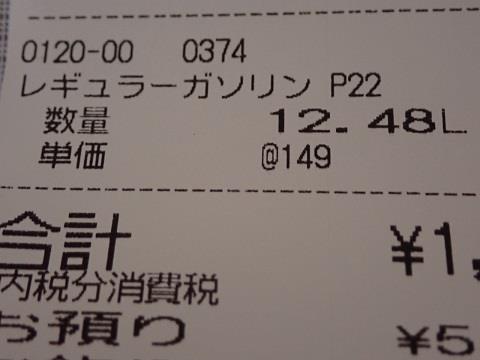 0120-00 0374
レギュラーガソリン P22
数量 12.48L
単価 @149
合計 ¥1,
内税分消費税
お預り ¥5